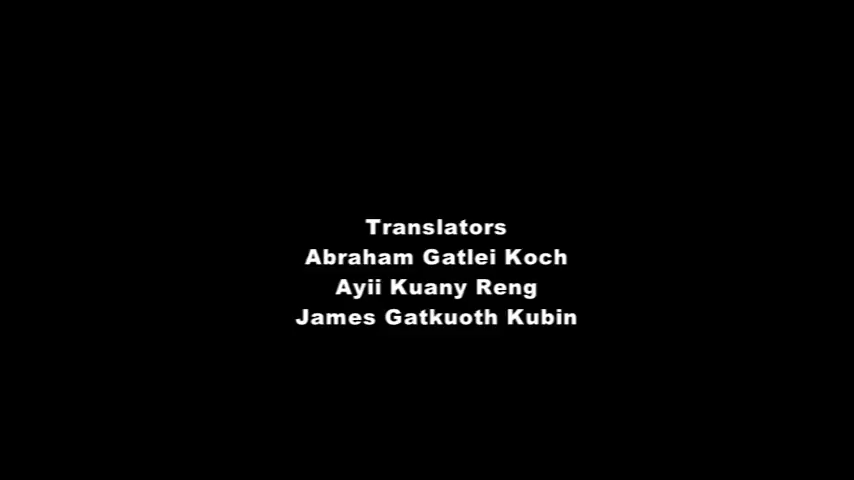 Translators
Abraham Gatlei Koch
Ayii Kuany Reng
James Gatkuoth Kubin